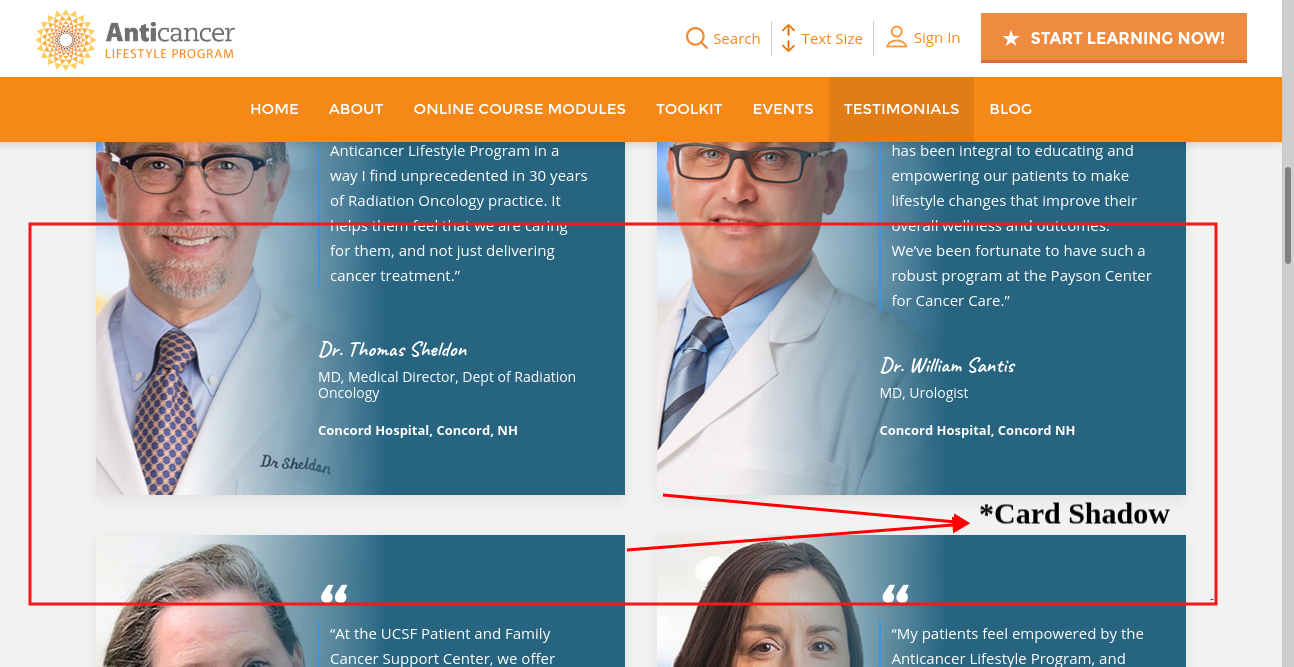 Anticancer
LIFESTYLE PROGRAM
Search
Text Size
Sign In
START LEARNING NOW!
HOME
ABOUT
ONLINE COURSE MODULES
TOOLKIT
EVENTS
TESTIMONIALS
BLOG
Anticancer Lifestyle Program in a
way I find unprecedented in 30 years
of Radiation Oncology practice. It
helps them feel that we are caring
for them, and not just delivering
cancer treatment.”
Dr. Thomas Sheldon
MD, Medical Director, Dept of Radiation
Oncology
Concord Hospital, Concord, NH
Dr Sheldon
has been integral to educating and
empowering our patients to make
lifestyle changes that improve their
overall wellness and outcomes.
We’ve been fortunate to have such a
robust program at the Payson Center
for Cancer Care.”
Dr. William Santis
MD, Urologist
Concord Hospital, Concord NH
*Card Shadow
“
“At the UCSF Patient and Family
Cancer Support Center, we offer
“
“My patients feel empowered by the
Anticancer Lifestyle Program, and